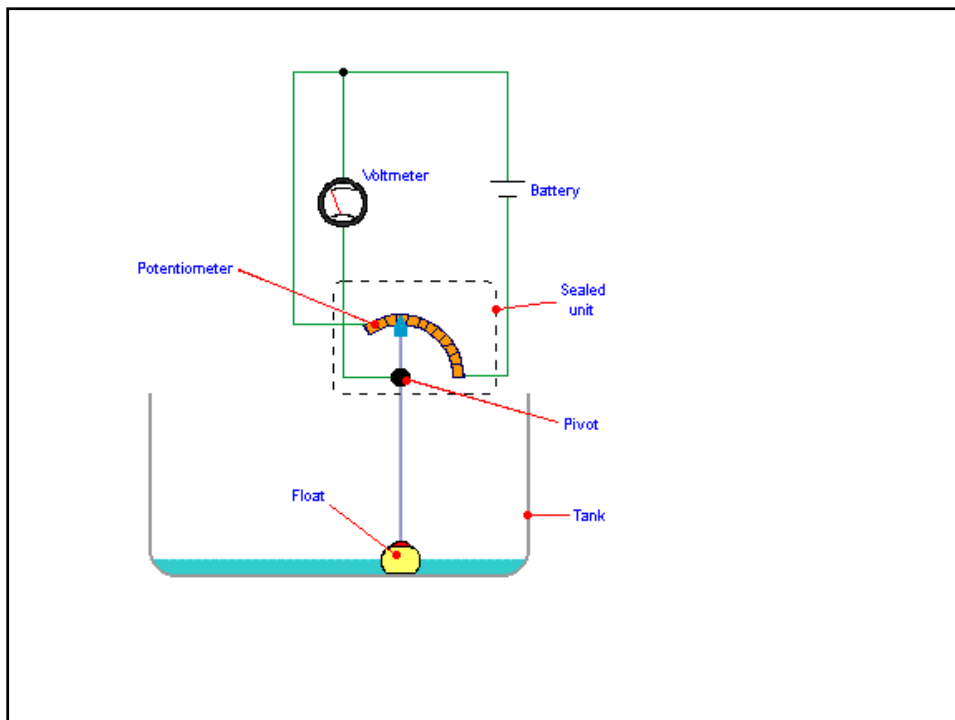 Voltmeter
Battery
Potentiometer
Sealed
unit
Pivot
Float
Tank